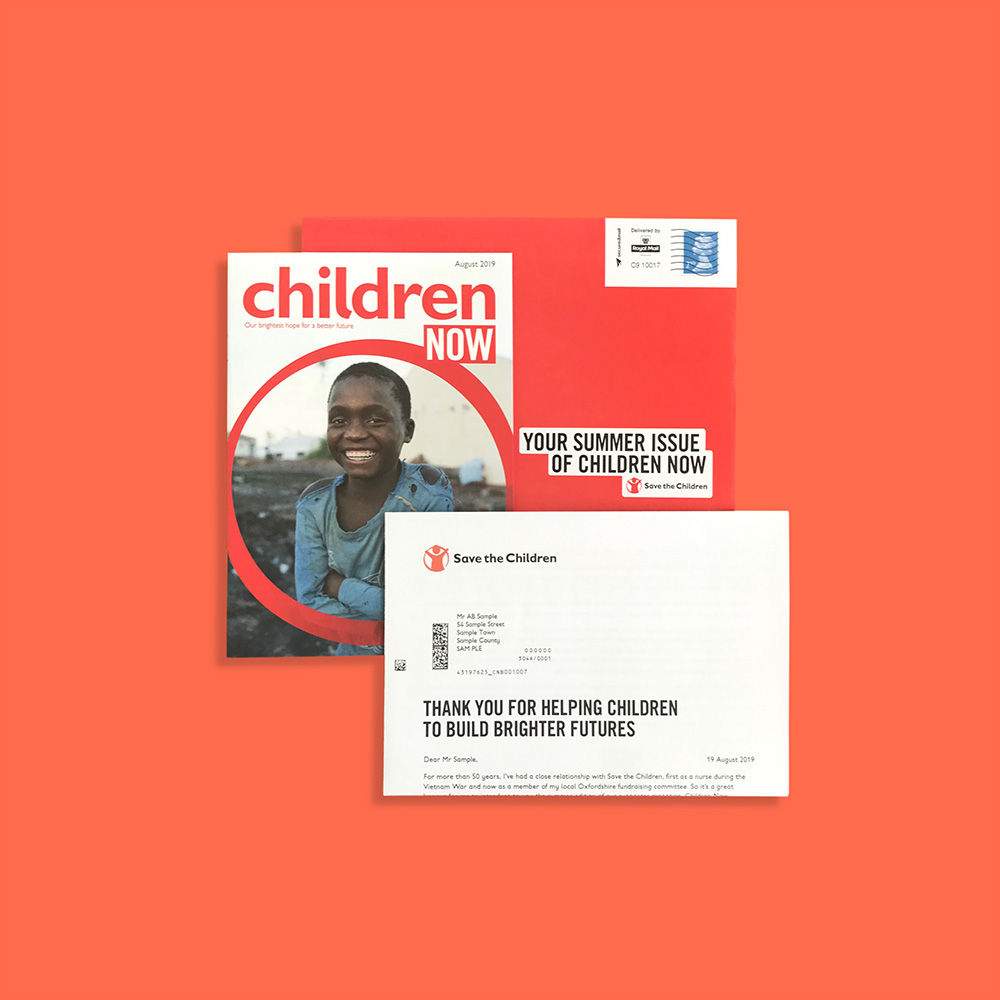 August 2019
children
Our brightest hope for a better future
NOW
securedmail
Delivered by
Royal Mail
C9 10017
YOUR SUMMER ISSUE
OF CHILDREN NOW
Save the Children
Save the Children
Mr AB Sample
54 Sample Street
Sample Town
Sample County
SAM PLE
000000
3046/0001
43197625_CNB001007
THANK YOU FOR HELPING CHILDREN
TO BUILD BRIGHTER FUTURES
Dear Mr Sample,
19 August 2019
For more than 50 years, I've had a close relationship with Save the Children, first as a nurse during the
Vietnam War and now as a member of my local Oxfordshire fundraising committee. So it's a great